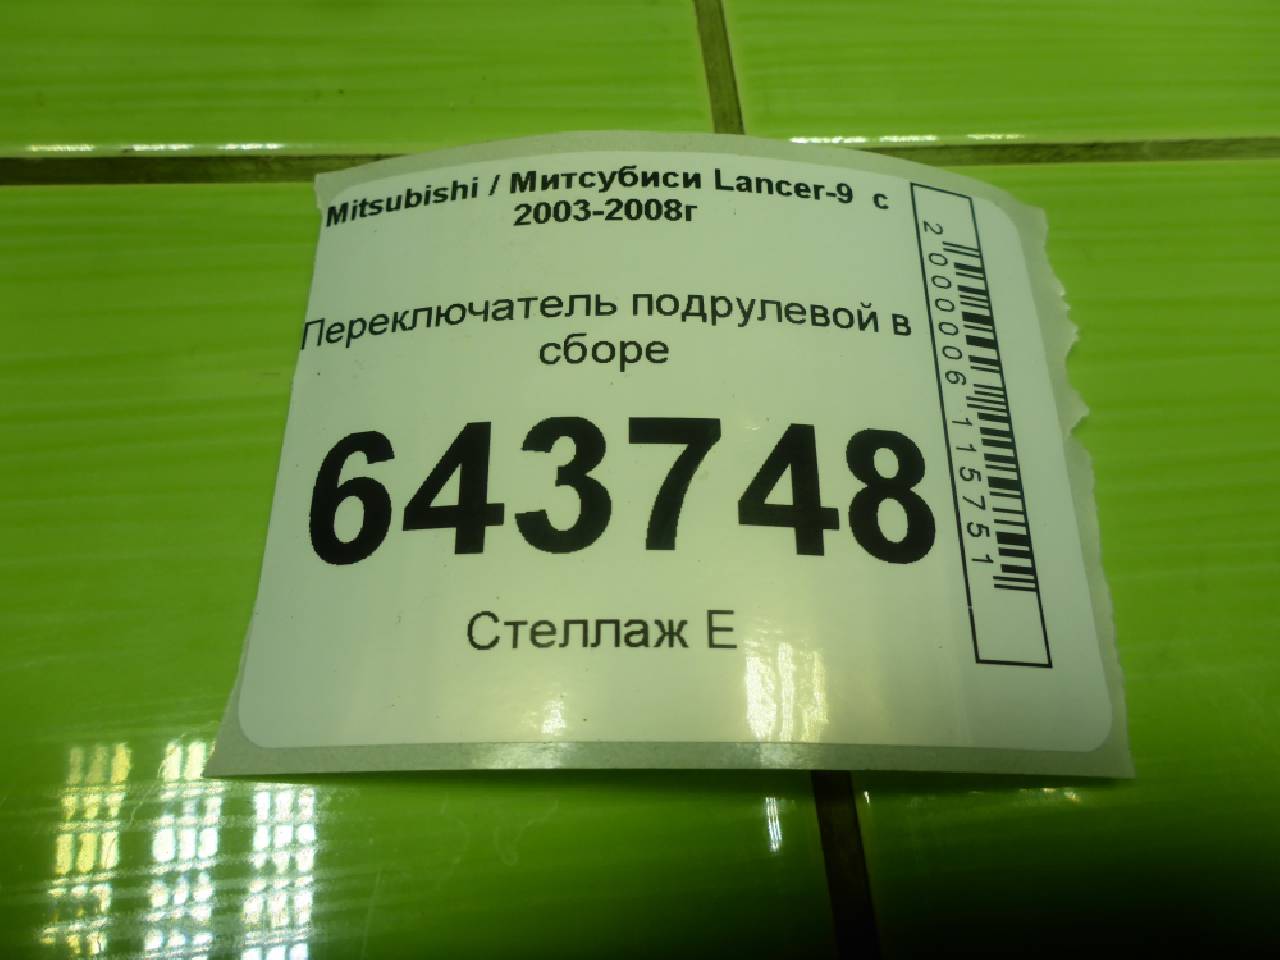 Mitsubishi / Митсубиси Lancer-9 с
2003-2008г
Переключатель подрулевой в
сборе
643748
Стеллаж Е
2000006115751